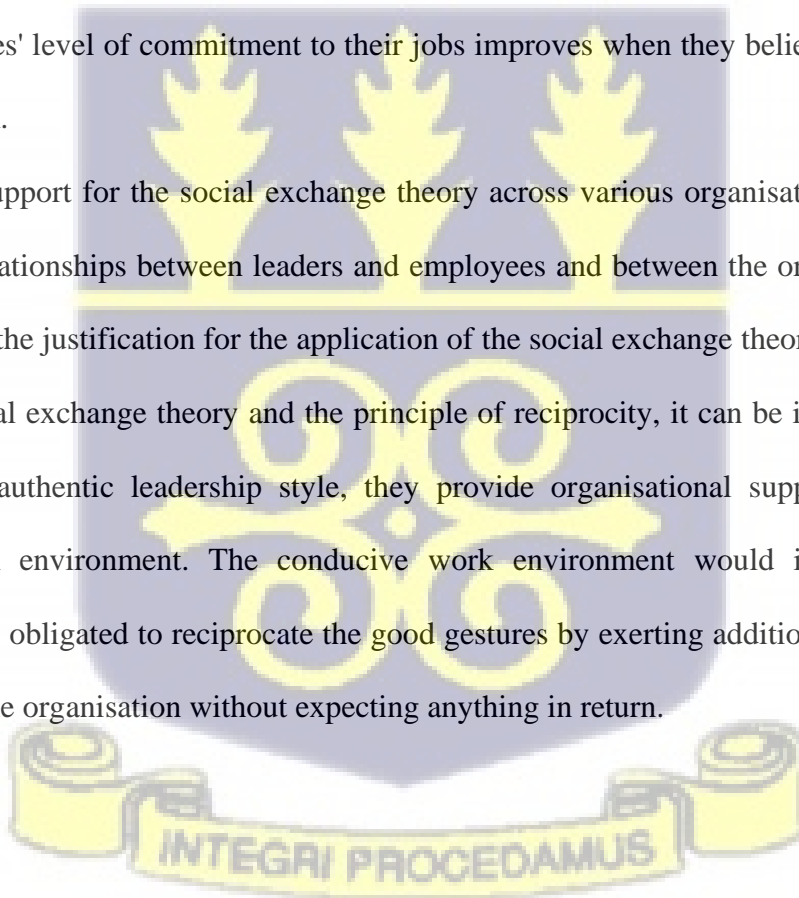 es' level of commitment to their jobs improves when they belie
.
upport for the social exchange theory across various organisat
ationships between leaders and employees and between the or
the justification for the application of the social exchange theor
al exchange theory and the principle of reciprocity, it can be i
authentic leadership style, they provide organisational supp
environment. The conducive work environment would i
obligated to reciprocate the good gestures by exerting additio
e organisation without expecting anything in return.
INTEGRI PROCEDAMUS